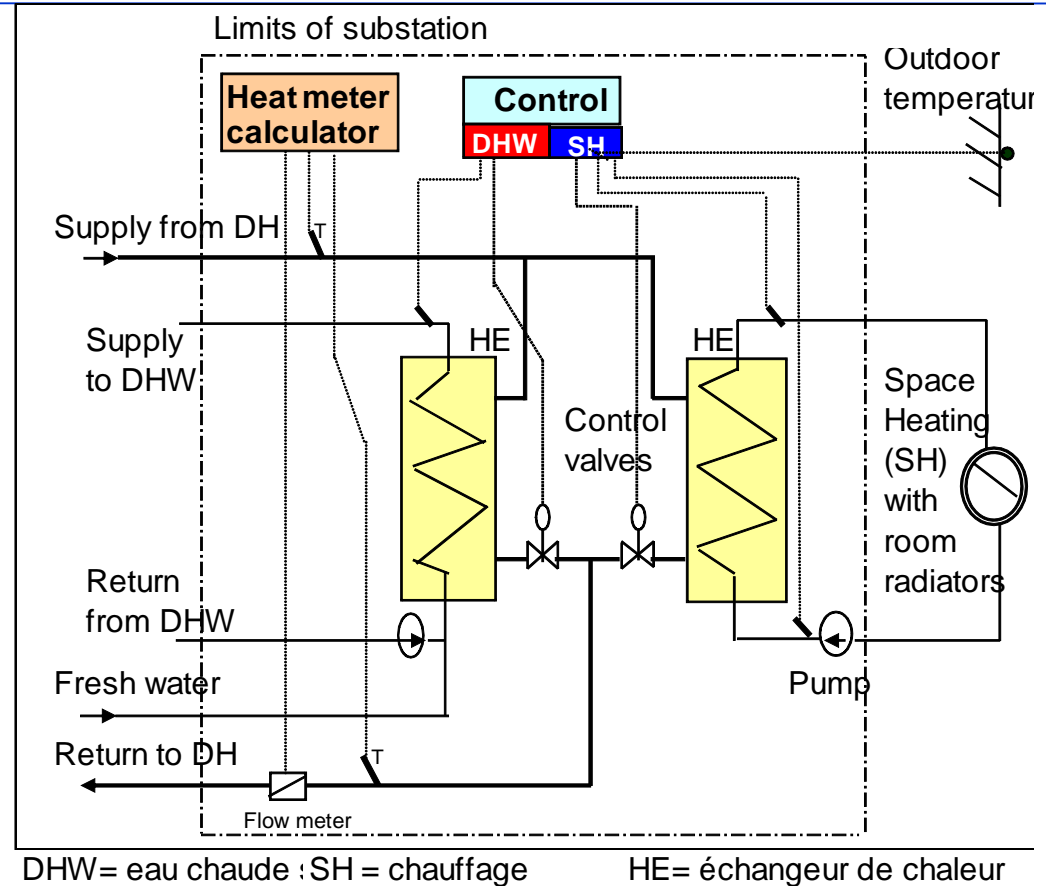 Limits of substation
Outdoor
temperatur
Heat meter
calculator
Control
DHW SH
Supply from DH
T
Supply
to DHW
HE
HE
Control
valves
Space
Heating
(SH)
with
room
radiators
Return
from DHW
Fresh water
Pump
Return to DH
T
Flow meter
DHW= eau chaude s SH = chauffage HE= échangeur de chaleur